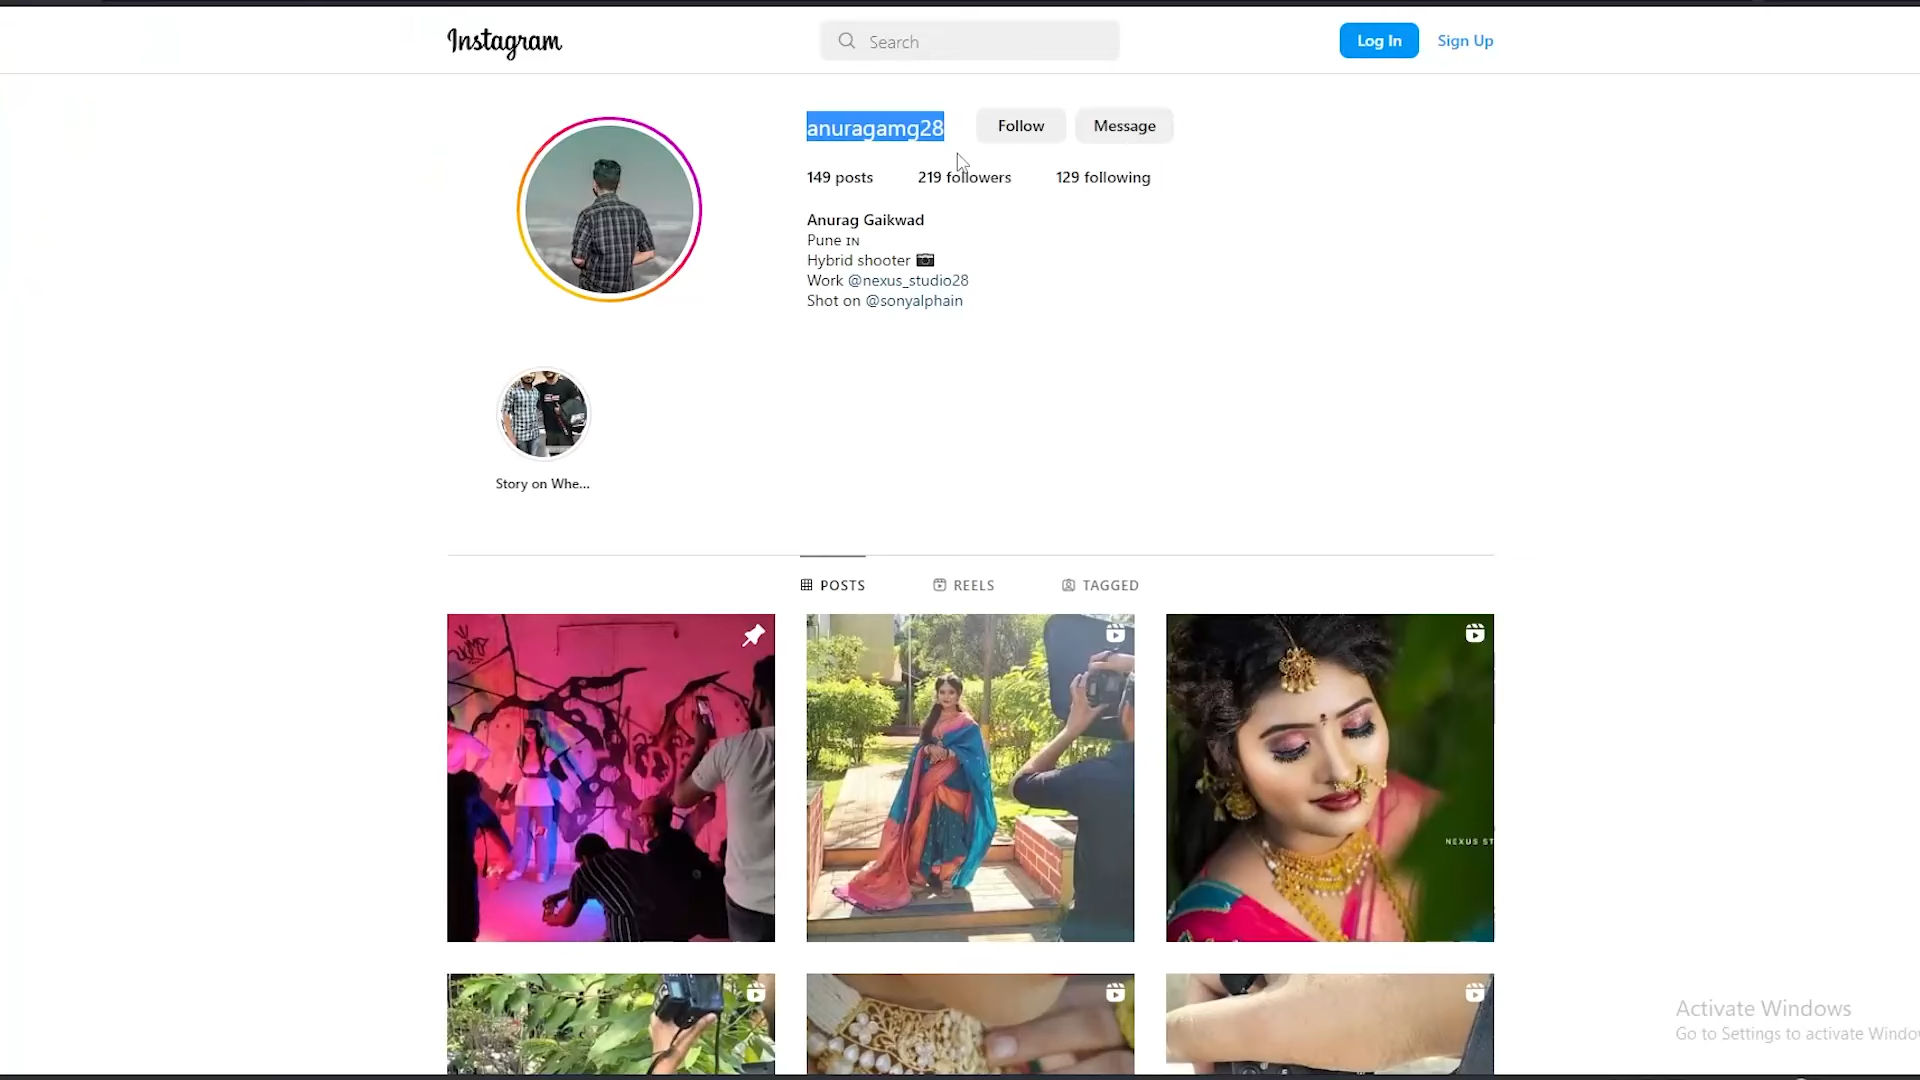 Instagram
Search
Log In
Sign Up
anuragamg28
Follow
Message
149 posts
219 followers
129 following
Anurag Gaikwad
Pune IN
Hybrid shooter
Work @nexus_studio28
Shot on @sonyalphain
Story on Whe...
POSTS
REELS
TAGGED
NEXUS ST
Activate Windows
Go to Settings to activate Windo